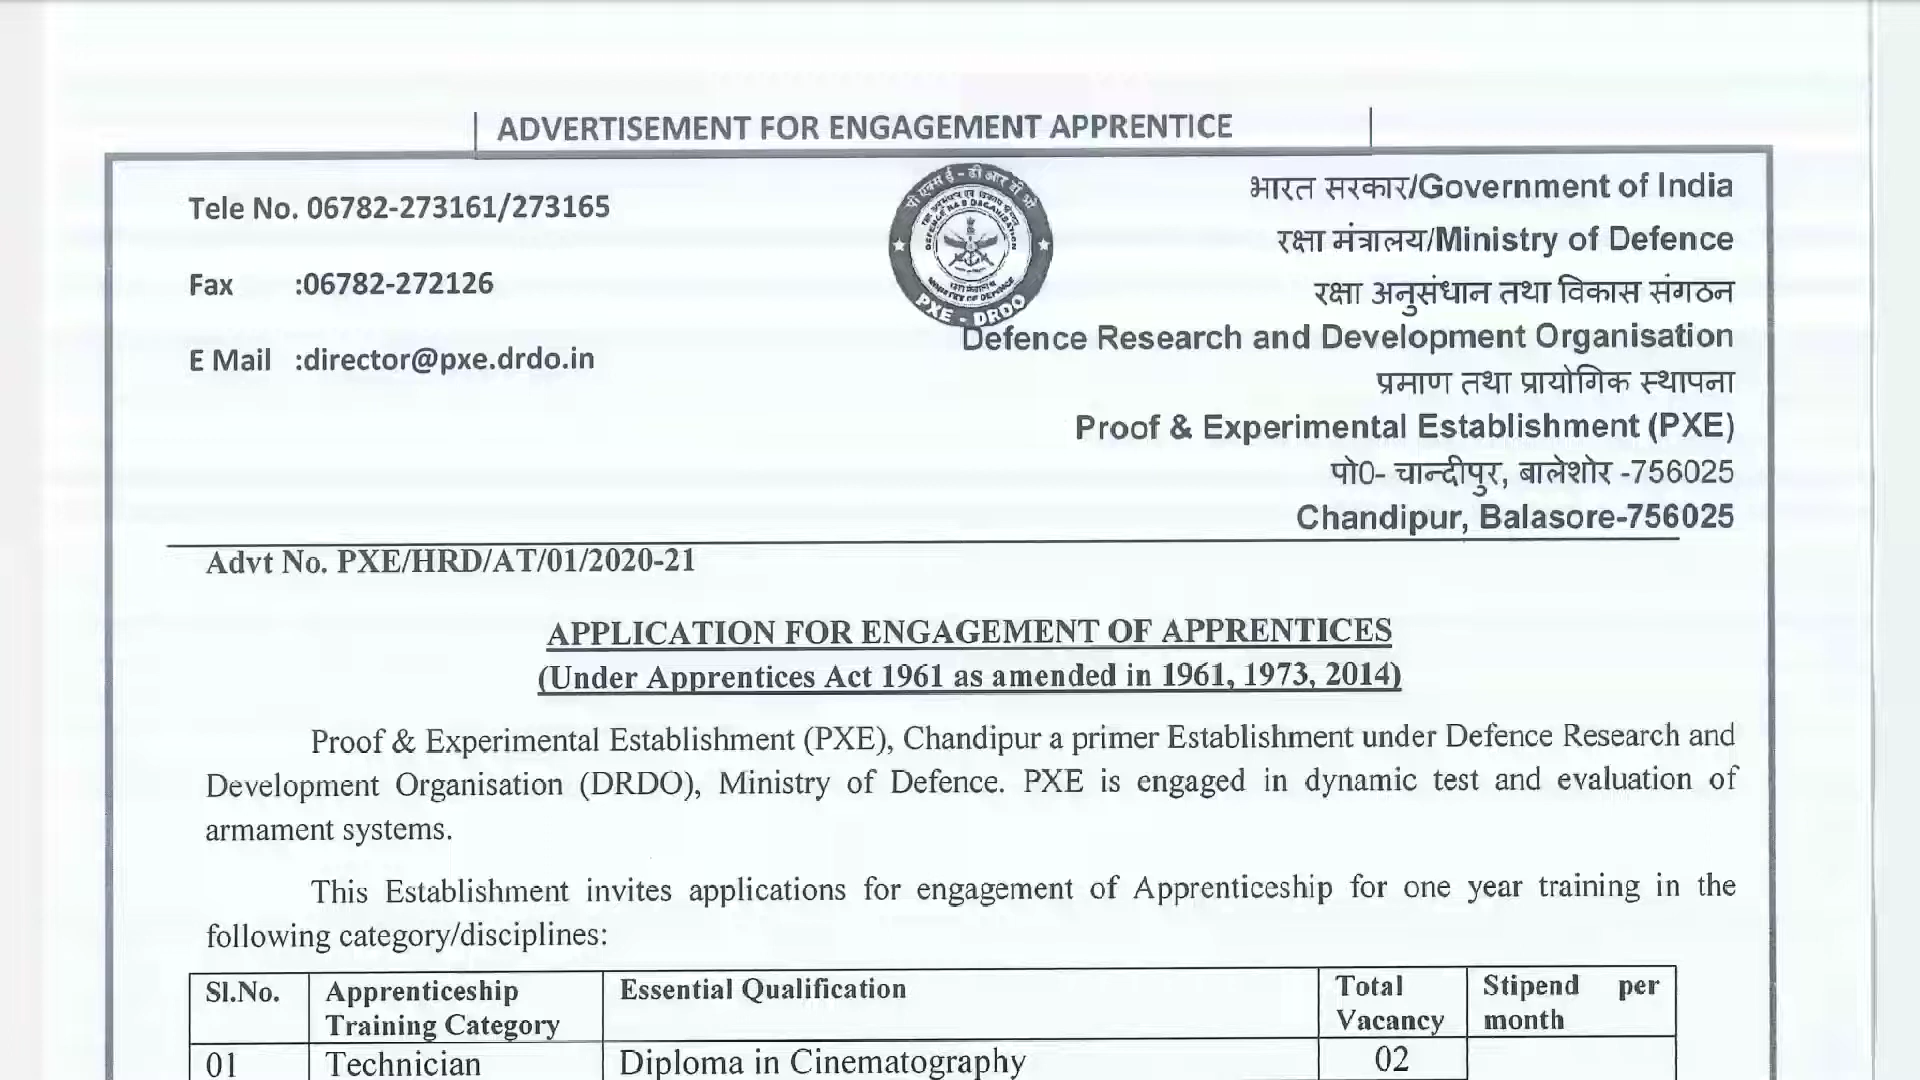 ADVERTISEMENT FOR ENGAGEMENT APPRENTICE
Tele No. 06782-273161/273165
Fax :06782-272126
E Mail :director@pxe.drdo.in
PXE - DRDO
भारत सरकार/Government of India
रक्षा मंत्रालय/Ministry of Defence
रक्षा अनुसंधान तथा विकास संगठन
Defence Research and Development Organisation
प्रमाण तथा प्रायोगिक स्थापना
Proof & Experimental Establishment (PXE)
पो0- चान्दीपुर, बालेशोर -756025
Chandipur, Balasore-756025
Advt No. PXE/HRD/AT/01/2020-21
APPLICATION FOR ENGAGEMENT OF APPRENTICES
(Under Apprentices Act 1961 as amended in 1961, 1973, 2014)
Proof & Experimental Establishment (PXE), Chandipur a primer Establishment under Defence Research and
Development Organisation (DRDO), Ministry of Defence. PXE is engaged in dynamic test and evaluation of
armament systems.
This Establishment invites applications for engagement of Apprenticeship for one year training in the
following category/disciplines:
Sl.No. Apprenticeship Essential Qualification Total Stipend per
Training Category Vacancy month
01 Technician Diploma in Cinematography 02